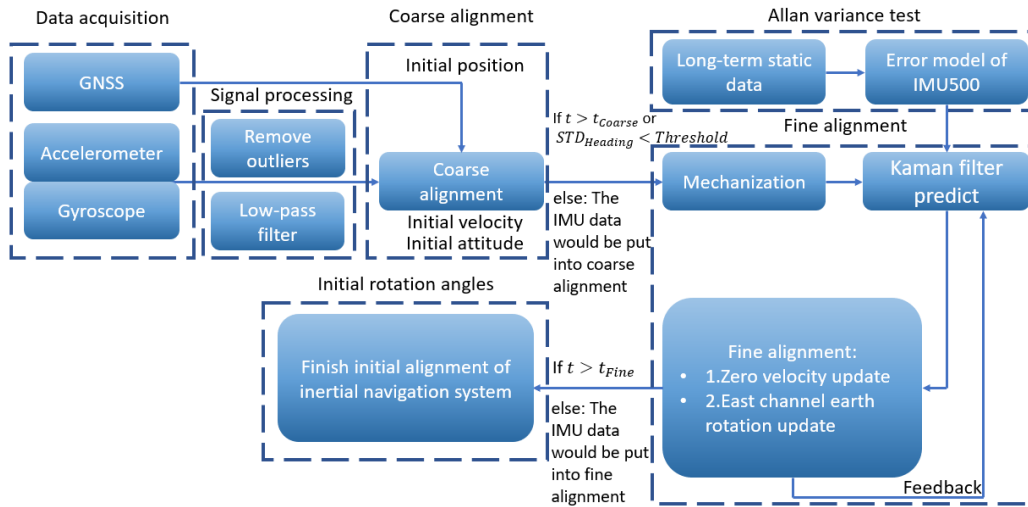 Data acquisition
GNSS
Accelerometer
Gyroscope
Signal processing
Remove
outliers
Low-pass
filter
Coarse alignment
Initial position
Coarse
alignment
Initial velocity
Initial attitude
If t > t_Coarse or
STD_Heading < Threshold
else: The
IMU data
would be put
into coarse
alignment
Allan variance test
Long-term static
data
Error model of
IMU500
Fine alignment
Mechanization
Kaman filter
predict
Fine alignment:
• 1.Zero velocity update
• 2.East channel earth
rotation update
Feedback
If t > t_Fine
else: The
IMU data
would be put
into fine
alignment
Initial rotation angles
Finish initial alignment of
inertial navigation system